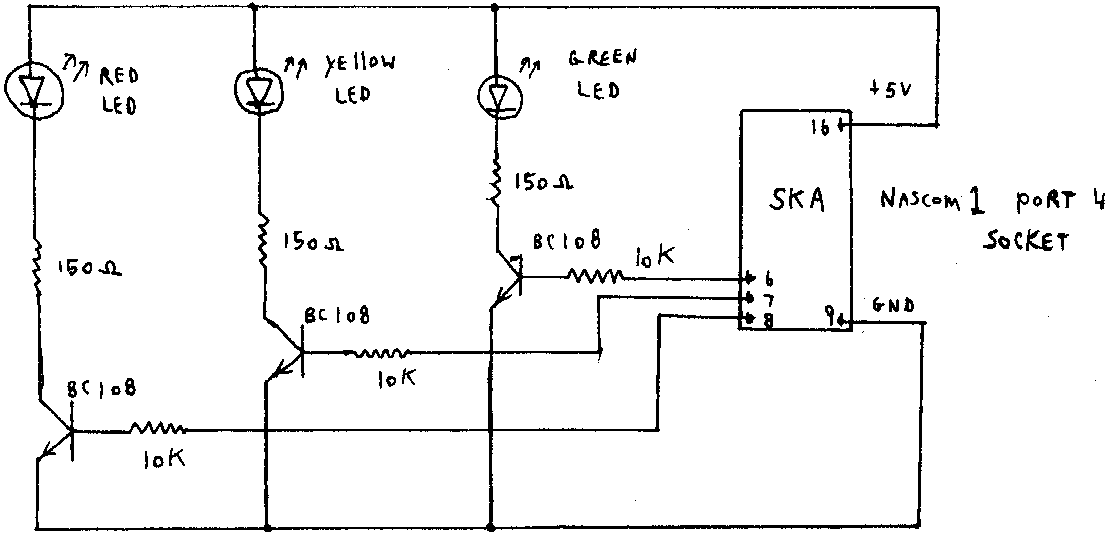 RED
LED
YEllOW
LED
GREEN
LED
+5V
16
SKA
NASCOM 1 PORT 4
SOCKET
150Ω
150Ω
150Ω
BC108
10K
6
7
8
9
GND
BC108
10K
BC108
10K